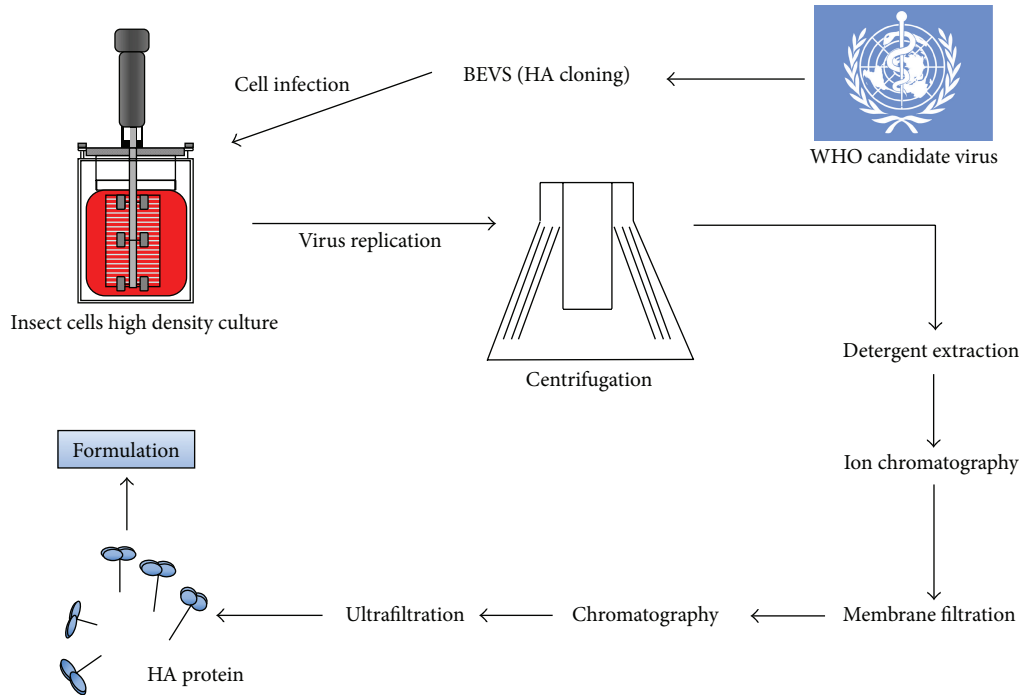 WHO candidate virus
BEVS (HA cloning)
Cell infection
Insect cells high density culture
Virus replication
Centrifugation
Detergent extraction
Ion chromatography
Membrane filtration
Chromatography
Ultrafiltration
HA protein
Formulation